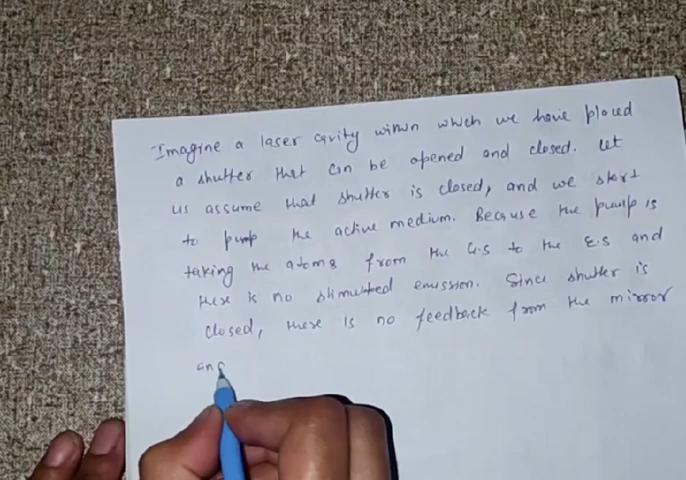 Imagine a laser cavity within which we have placed
a shutter that can be opened and closed. Let
us assume that shutter is closed, and we start
to pump the active medium. Because the pump is
taking the atoms from the G.S to the E.S and
there is no stimulated emission. Since shutter is
closed, there is no feedback from the mirror
and